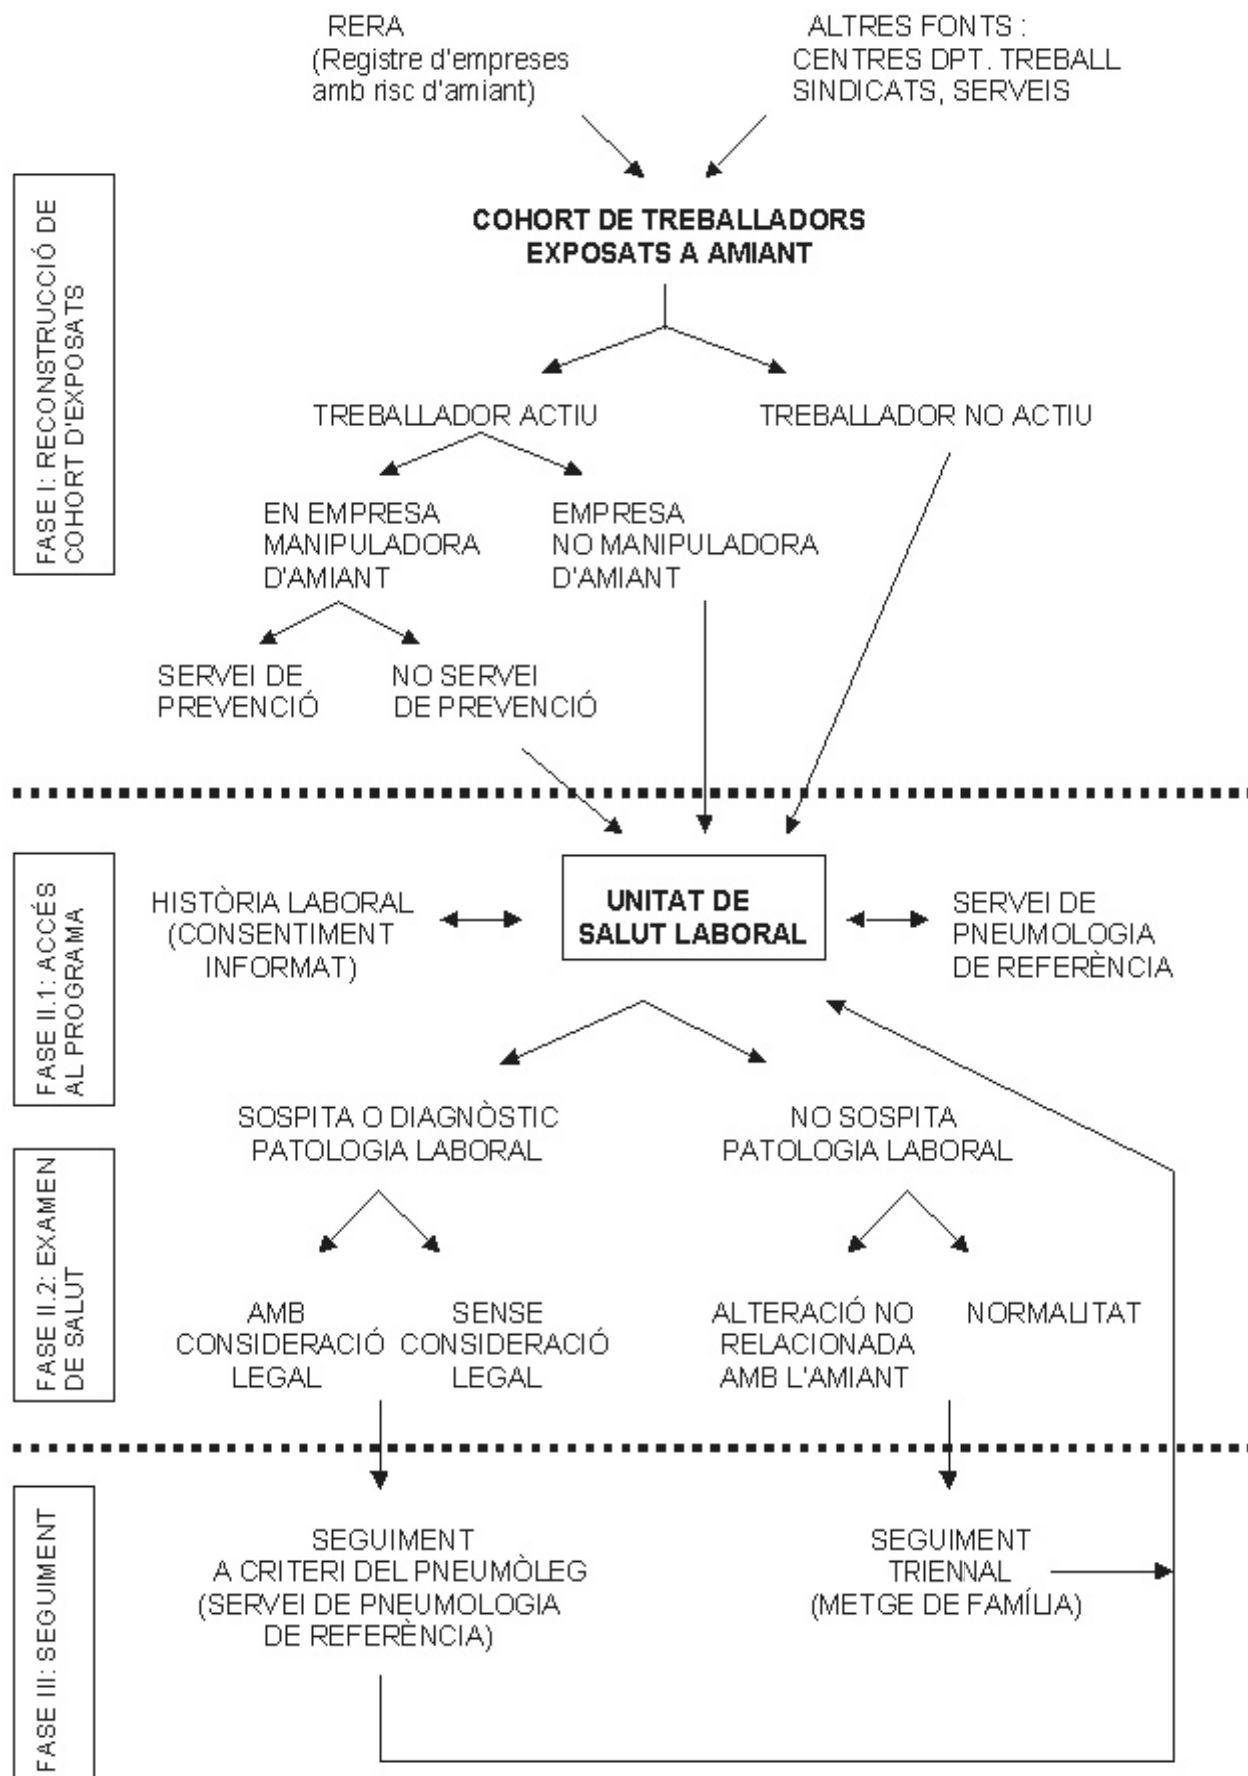 RERA
(Registre d'empreses
amb risc d'amiant)
ALTRES FONTS :
CENTRES DPT. TREBALL
SINDICATS, SERVEIS
FASE I: RECONSTRUCCIÓ DE
COHORT D'EXPOSATS
COHORT DE TREBALLADORS
EXPOSATS A AMIANT
TREBALLADOR ACTIU
TREBALLADOR NO ACTIU
EN EMPRESA
MANIPULADORA
D'AMIANT
EMPRESA
NO MANIPULADORA
D'AMIANT
SERVEI DE
PREVENCIÓ
NO SERVEI
DE PREVENCIÓ
FASE II.1: ACCÉS
AL PROGRAMA
HISTÒRIA LABORAL
(CONSENTIMENT
INFORMAT)
UNITAT DE
SALUT LABORAL
SERVEI DE
PNEUMOLOGIA
DE REFERÈNCIA
SOSPITA O DIAGNÒSTIC
PATOLOGIA LABORAL
NO SOSPITA
PATOLOGIA LABORAL
FASE II.2: EXAMEN
DE SALUT
AMB
CONSIDERACIÓ
LEGAL
SENSE
CONSIDERACIÓ
LEGAL
ALTERACIÓ NO
RELACIONADA
AMB L'AMIANT
NORMALITAT
FASE III: SEGUIMENT
SEGUIMENT
A CRITERI DEL PNEUMÒLEG
(SERVEI DE PNEUMOLOGIA
DE REFERÈNCIA)
SEGUIMENT
TRIENNAL
(METGE DE FAMÍLIA)